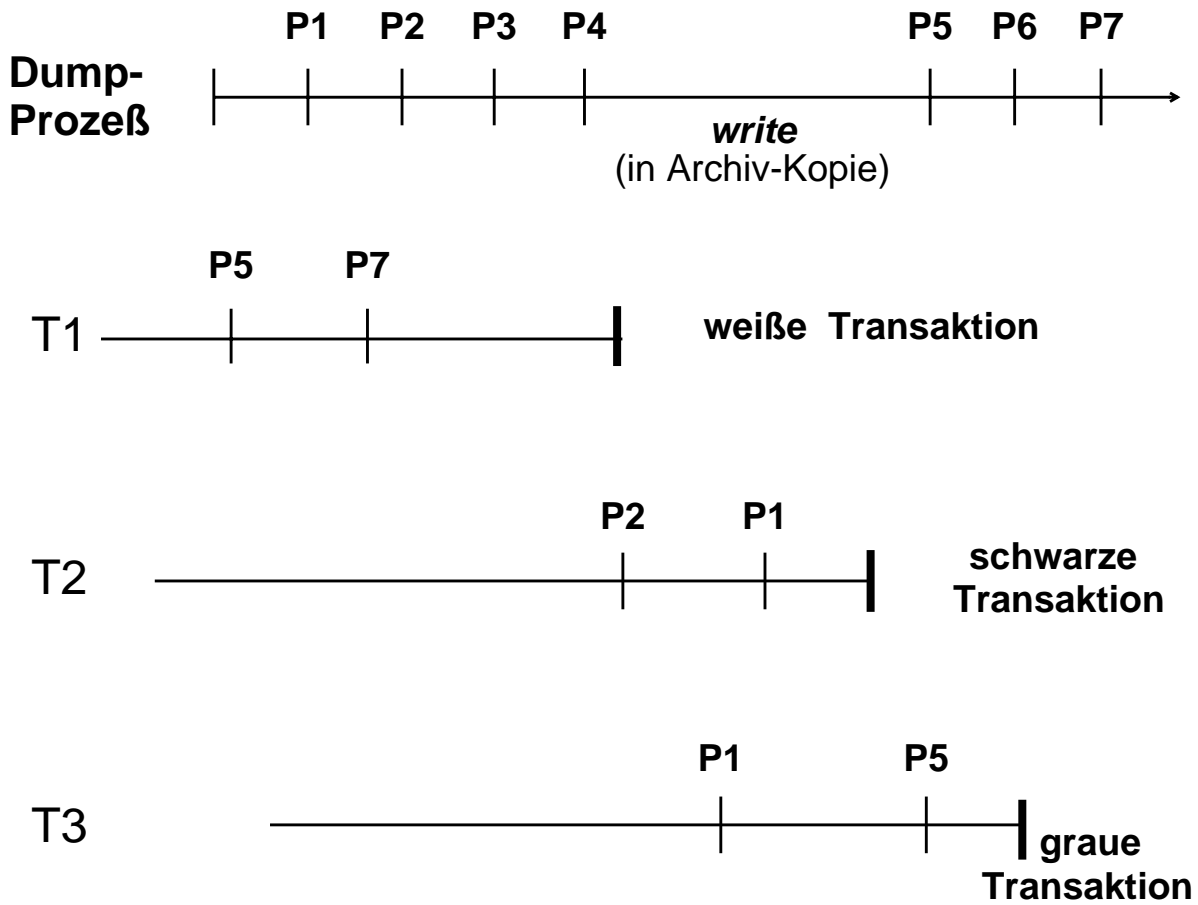 P1 P2 P3 P4 P5 P6 P7
Dump-
Prozeß
write
(in Archiv-Kopie)
P5 P7
T1
weiße Transaktion
P2 P1
T2
schwarze
Transaktion
P1 P5
T3
graue
Transaktion